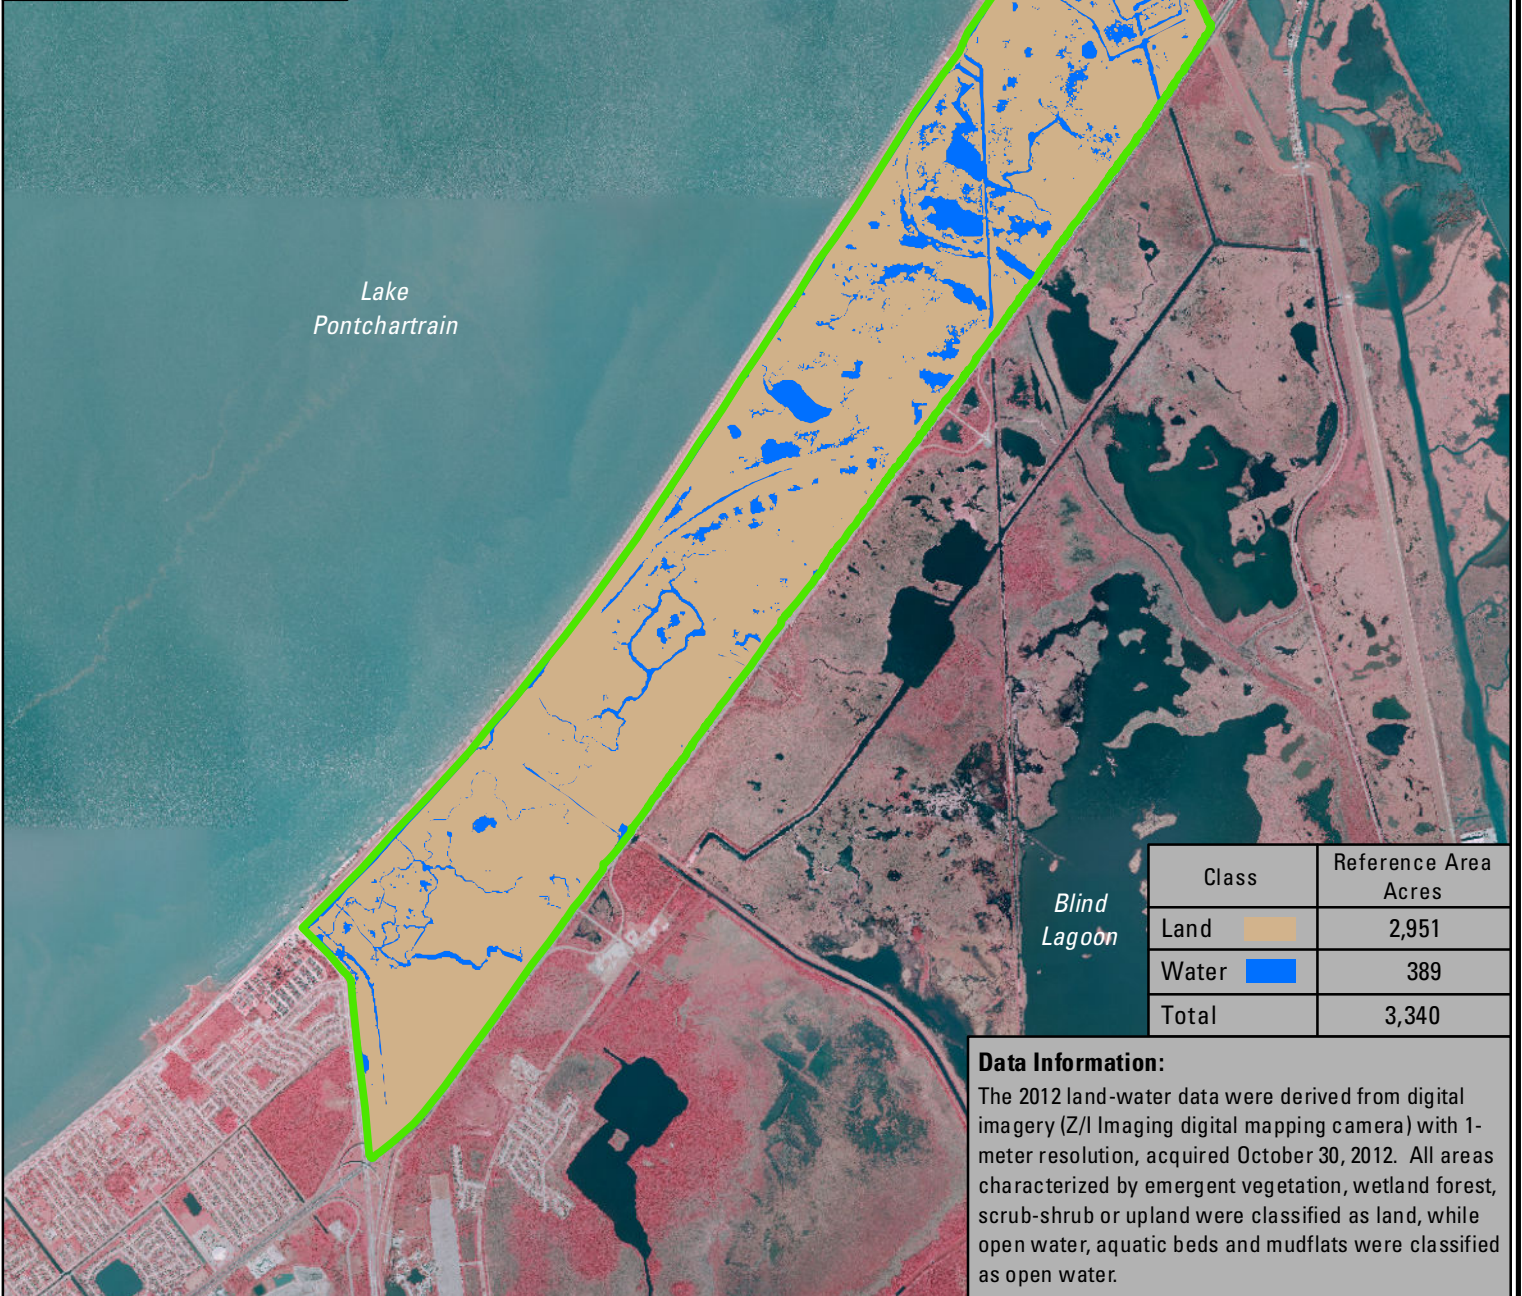 Lake
Pontchartrain
Blind
Lagoon
Class
Reference Area
Acres
Land
2,951
Water
389
Total
3,340
Data Information:
The 2012 land-water data were derived from digital
imagery (Z/I Imaging digital mapping camera) with 1-
meter resolution, acquired October 30, 2012. All areas
characterized by emergent vegetation, wetland forest,
scrub-shrub or upland were classified as land, while
open water, aquatic beds and mudflats were classified
as open water.